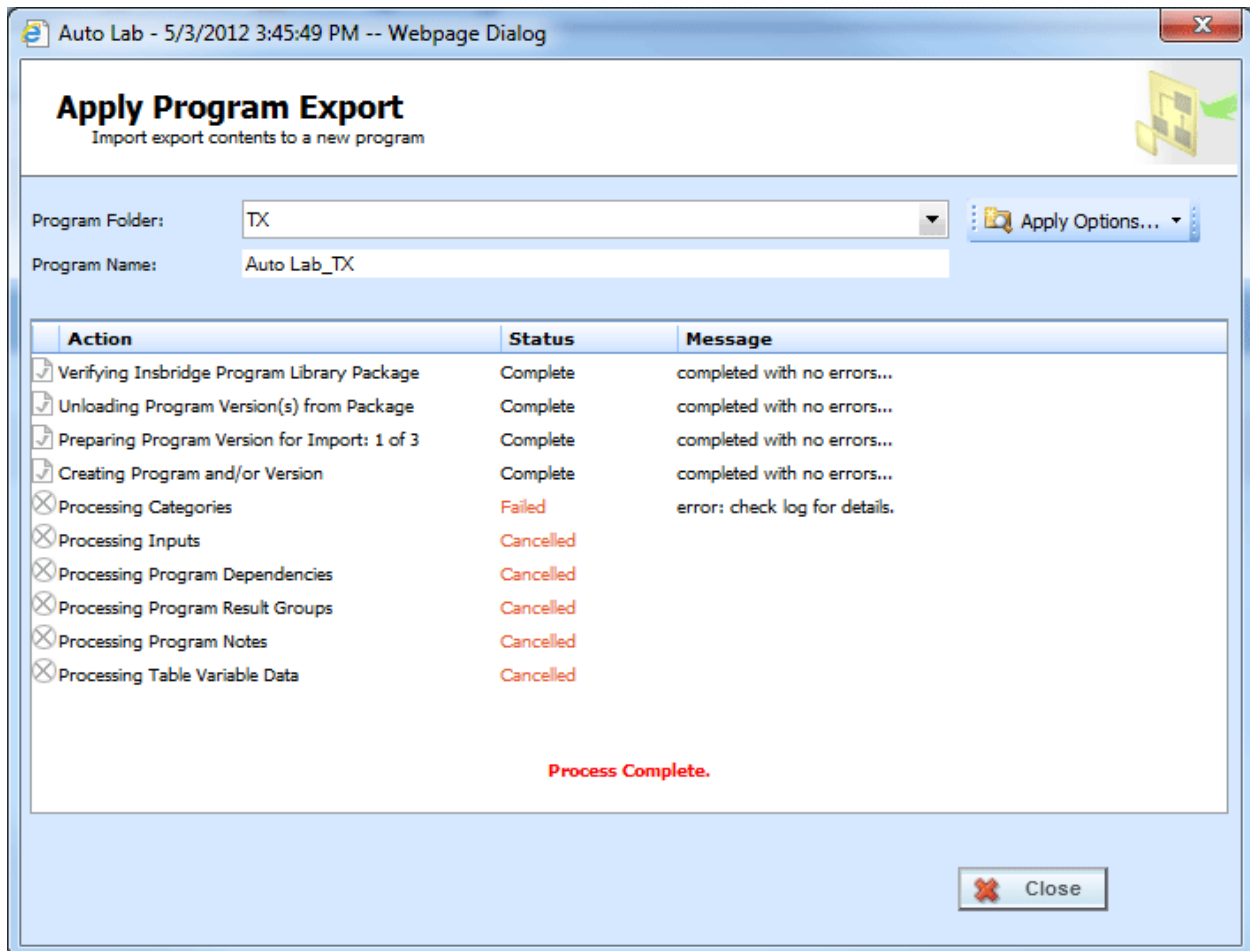 Auto Lab - 5/3/2012 3:45:49 PM -- Webpage Dialog
Apply Program Export
Import export contents to a new program
Program Folder: TX Apply Options...
Program Name: Auto Lab_TX
Action Status Message
Verifying Insbridge Program Library Package Complete completed with no errors...
Unloading Program Version(s) from Package Complete completed with no errors...
Preparing Program Version for Import: 1 of 3 Complete completed with no errors...
Creating Program and/or Version Complete completed with no errors...
Processing Categories Failed error: check log for details.
Processing Inputs Cancelled
Processing Program Dependencies Cancelled
Processing Program Result Groups Cancelled
Processing Program Notes Cancelled
Processing Table Variable Data Cancelled
Process Complete.
Close